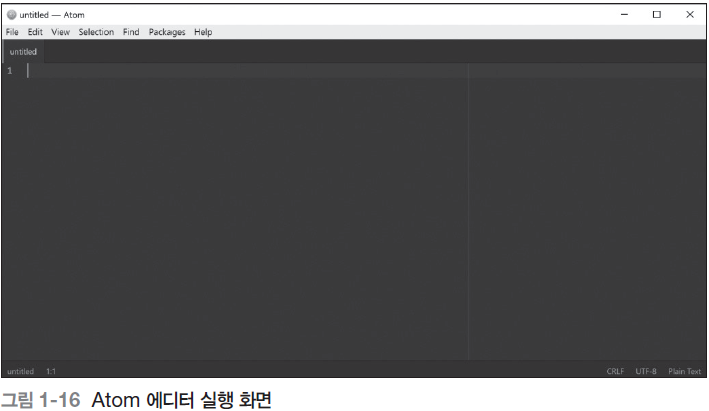 untitled — Atom
File Edit View Selection Find Packages Help
untitled
1
untitled 1:1 CRLF UTF-8 Plain Text
그림 1-16 Atom 에디터 실행 화면